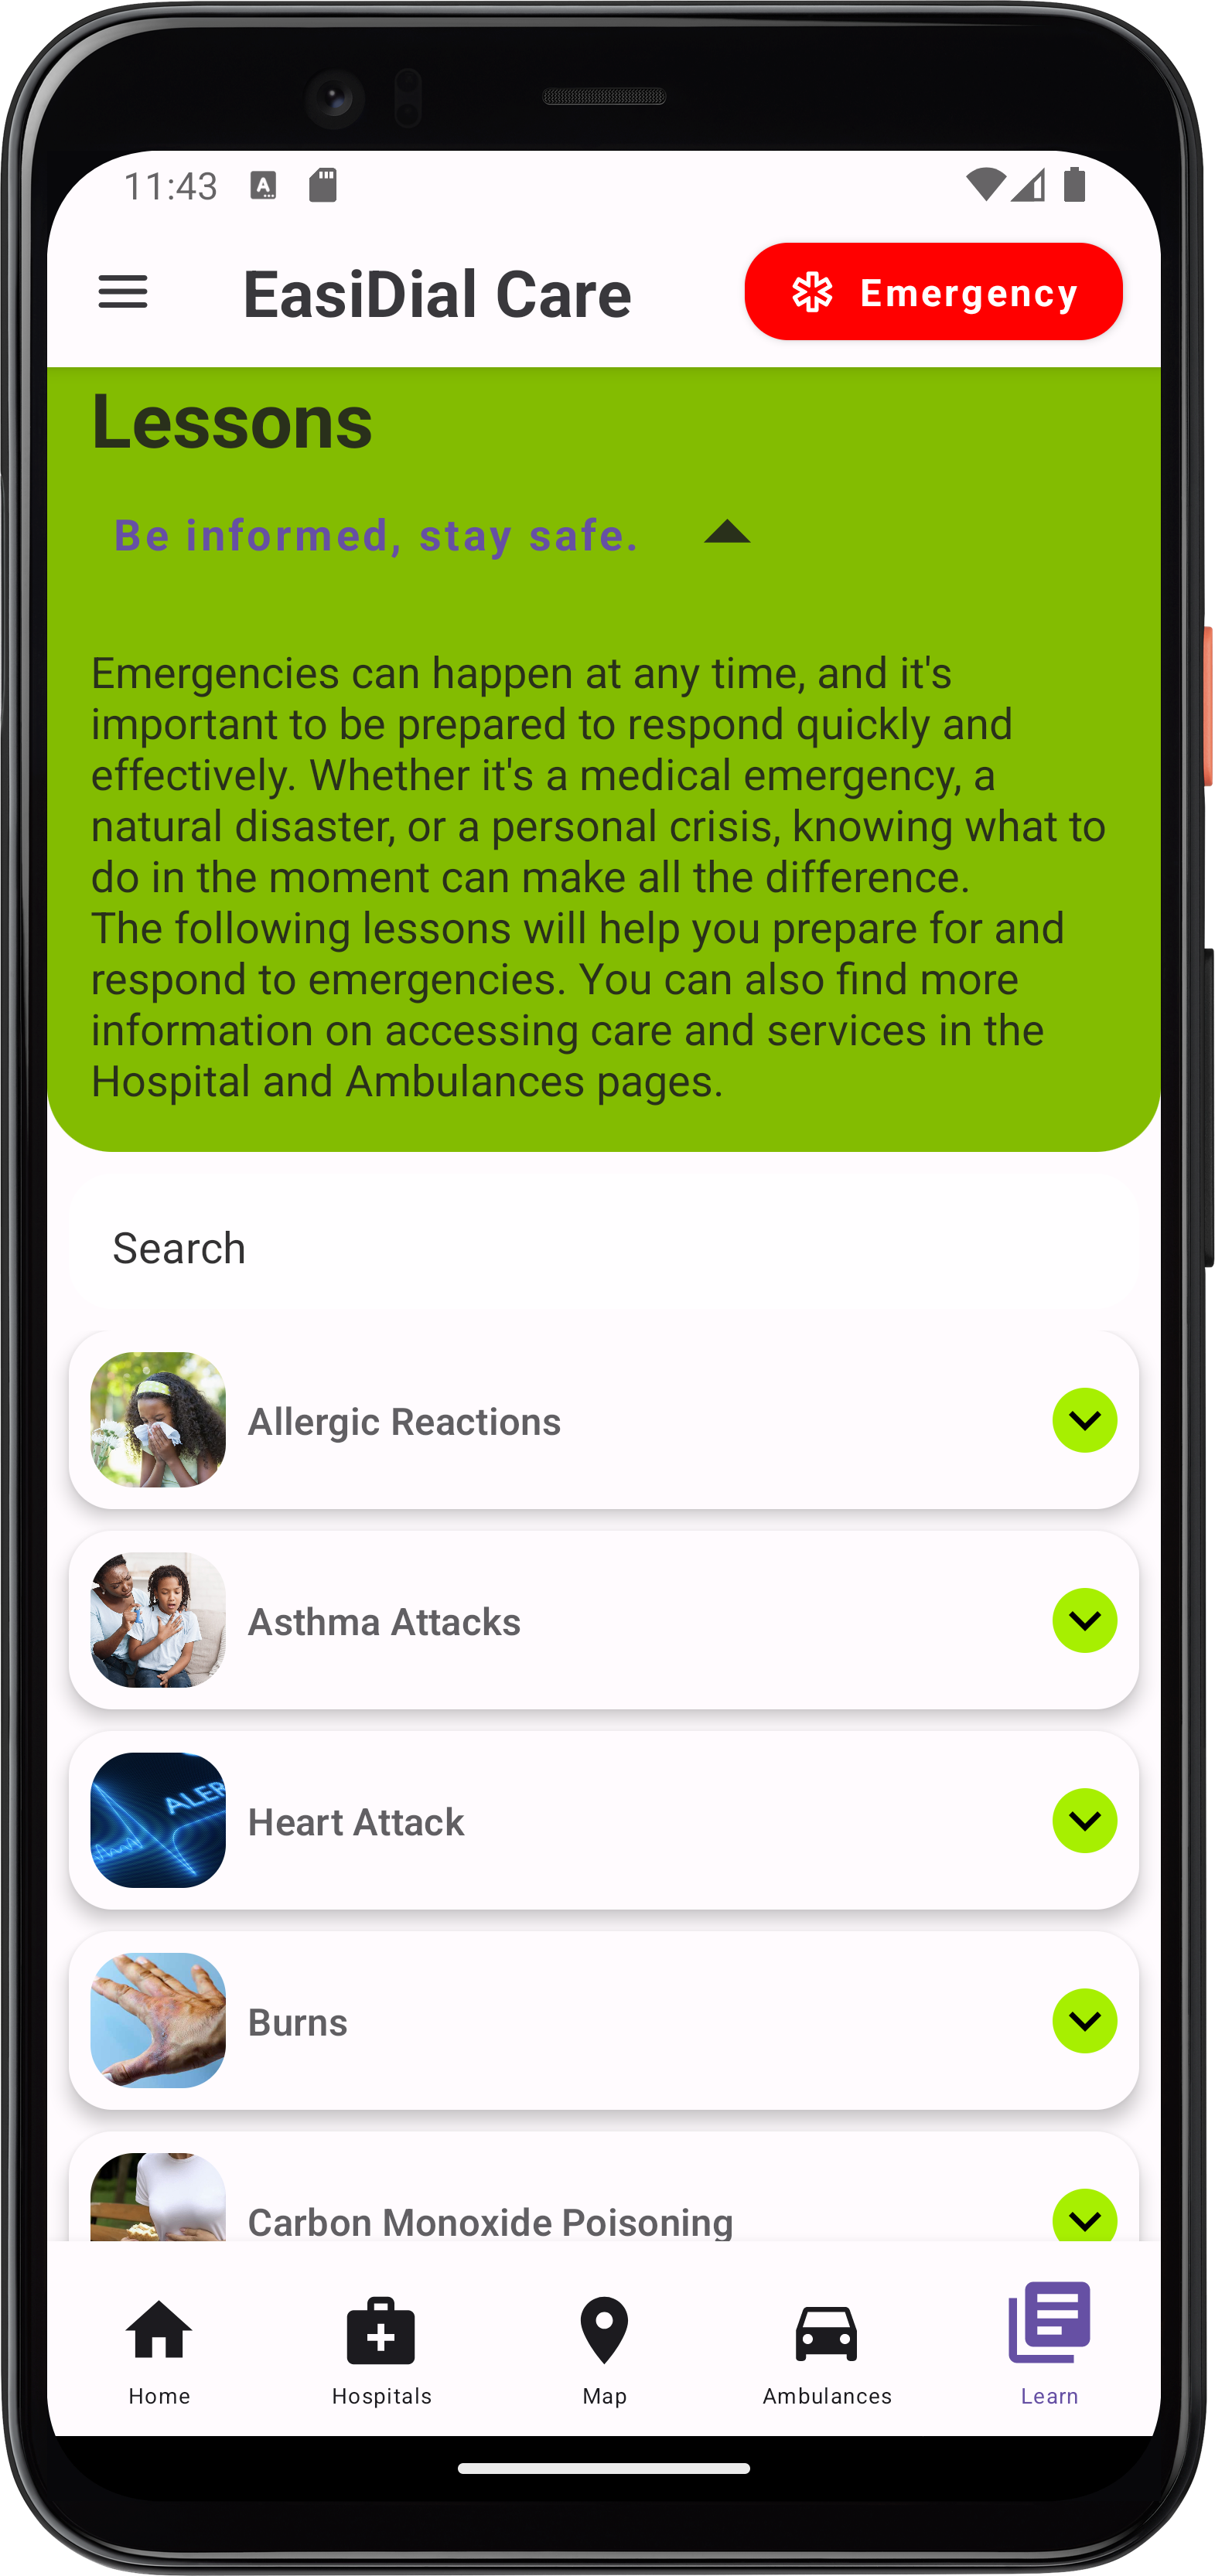 11:43
EasiDial Care
Emergency
Lessons
Be informed, stay safe.
Emergencies can happen at any time, and it's
important to be prepared to respond quickly and
effectively. Whether it's a medical emergency, a
natural disaster, or a personal crisis, knowing what to
do in the moment can make all the difference.
The following lessons will help you prepare for and
respond to emergencies. You can also find more
information on accessing care and services in the
Hospital and Ambulances pages.
Search
Allergic Reactions
Asthma Attacks
ALER
Heart Attack
Burns
Carbon Monoxide Poisoning
Home
Hospitals
Map
Ambulances
Learn